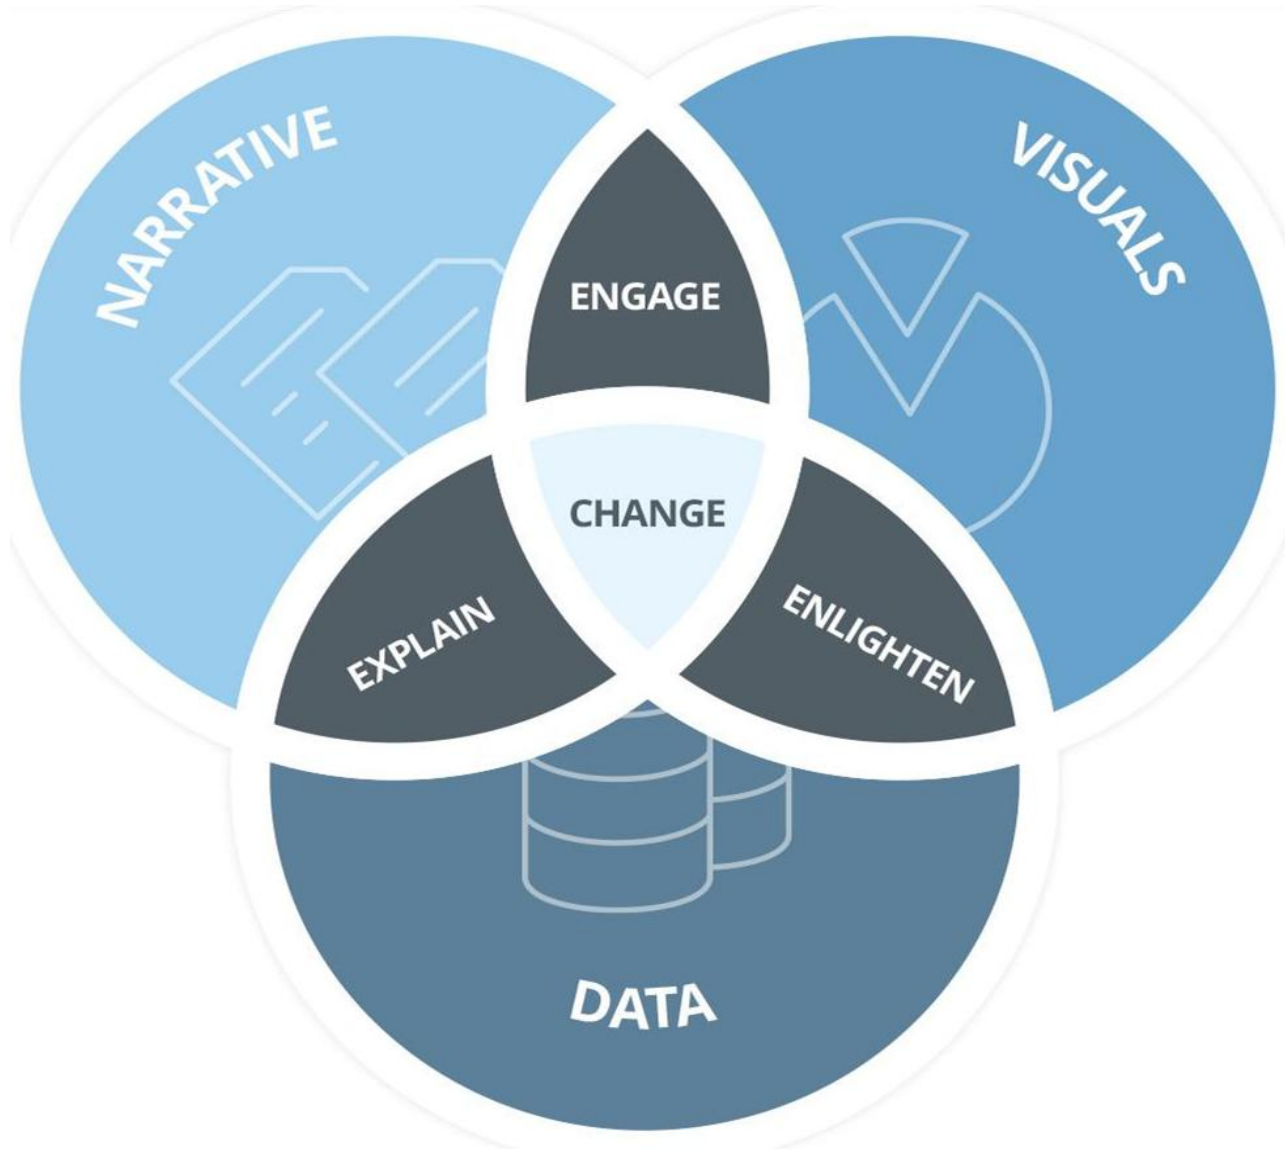 NARRATIVE
VISUALS
ENGAGE
CHANGE
EXPLAIN
ENLIGHTEN
DATA